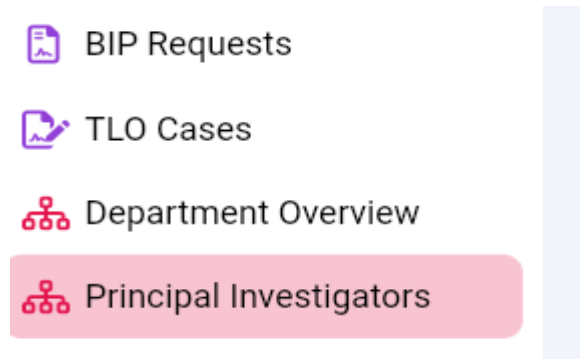 BIP Requests
TLO Cases
Department Overview
Principal Investigators